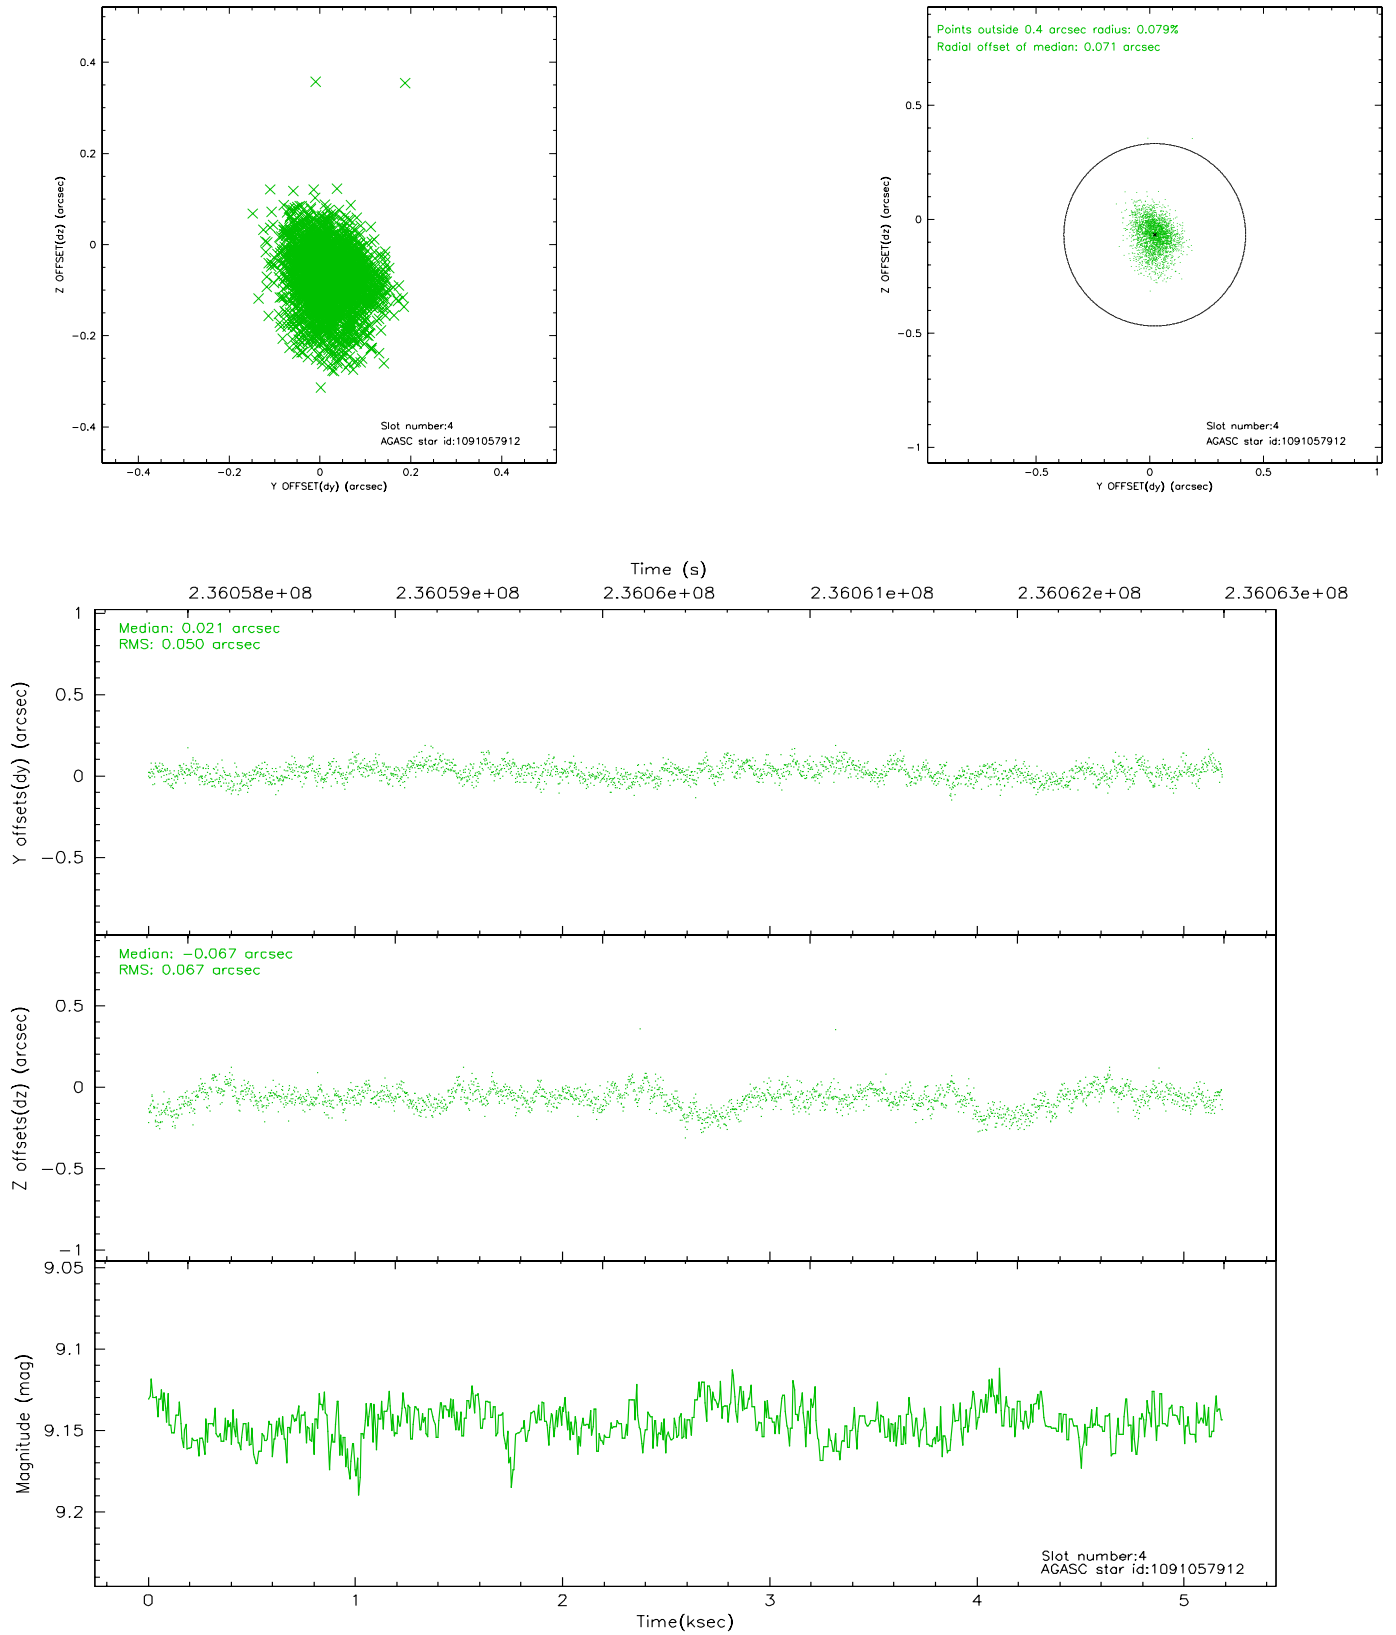 0.4
0.2
0
−0.2
−0.4
Z OFFSET(dz) (arcsec)
−0.4 −0.2 0 0.2 0.4
Y OFFSET(dy) (arcsec)
Slot number:4
AGASC star id:1091057912
Points outside 0.4 arcsec radius: 0.079%
Radial offset of median: 0.071 arcsec
0.5
0
−0.5
−1
Z OFFSET(dz) (arcsec)
−0.5 0 0.5 1
Y OFFSET(dy) (arcsec)
Slot number:4
AGASC star id:1091057912
Time (s)
2.36058e+08 2.36059e+08 2.3606e+08 2.36061e+08 2.36062e+08 2.36063e+08
Median: 0.021 arcsec
RMS: 0.050 arcsec
1
0.5
0
−0.5
Y offsets(dy) (arcsec)
Median: −0.067 arcsec
RMS: 0.067 arcsec
0.5
0
−0.5
−1
Z offsets(dz) (arcsec)
9.05
9.1
9.15
9.2
Magnitude (mag)
Slot number:4
AGASC star id:1091057912
0 1 2 3 4 5
Time(ksec)